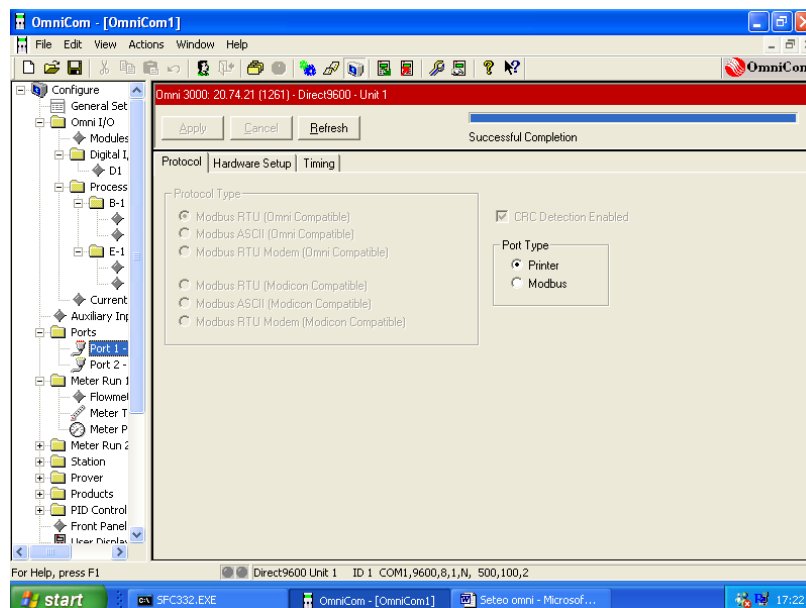 OmniCom - [OmniCom1]
File Edit View Actions Window Help
OmniCom
Configure
General Set
Omni I/O
Modules
Digital I,
D1
Process
B-1
E-1
Current
Auxiliary Inp
Ports
Port 1 -
Port 2 -
Meter Run 1
Flowmet
Meter T
Meter P
Meter Run 2
Station
Prover
Products
PID Control
Front Panel
User Display
Omni 3000: 20.74.21 (1261) - Direct9600 - Unit 1
Apply Cancel Refresh
Successful Completion
Protocol Hardware Setup Timing
Protocol Type
Modbus RTU (Omni Compatible)
Modbus ASCII (Omni Compatible)
Modbus RTU Modem (Omni Compatible)
Modbus RTU (Modicon Compatible)
Modbus ASCII (Modicon Compatible)
Modbus RTU Modem (Modicon Compatible)
CRC Detection Enabled
Port Type
Printer
Modbus
For Help, press F1
Direct9600 Unit 1 ID 1 COM1,9600,8,1,N, 500,100,2
start
SFC332.EXE
OmniCom - [OmniCom1]
Seteo omni - Microsof...
17:22